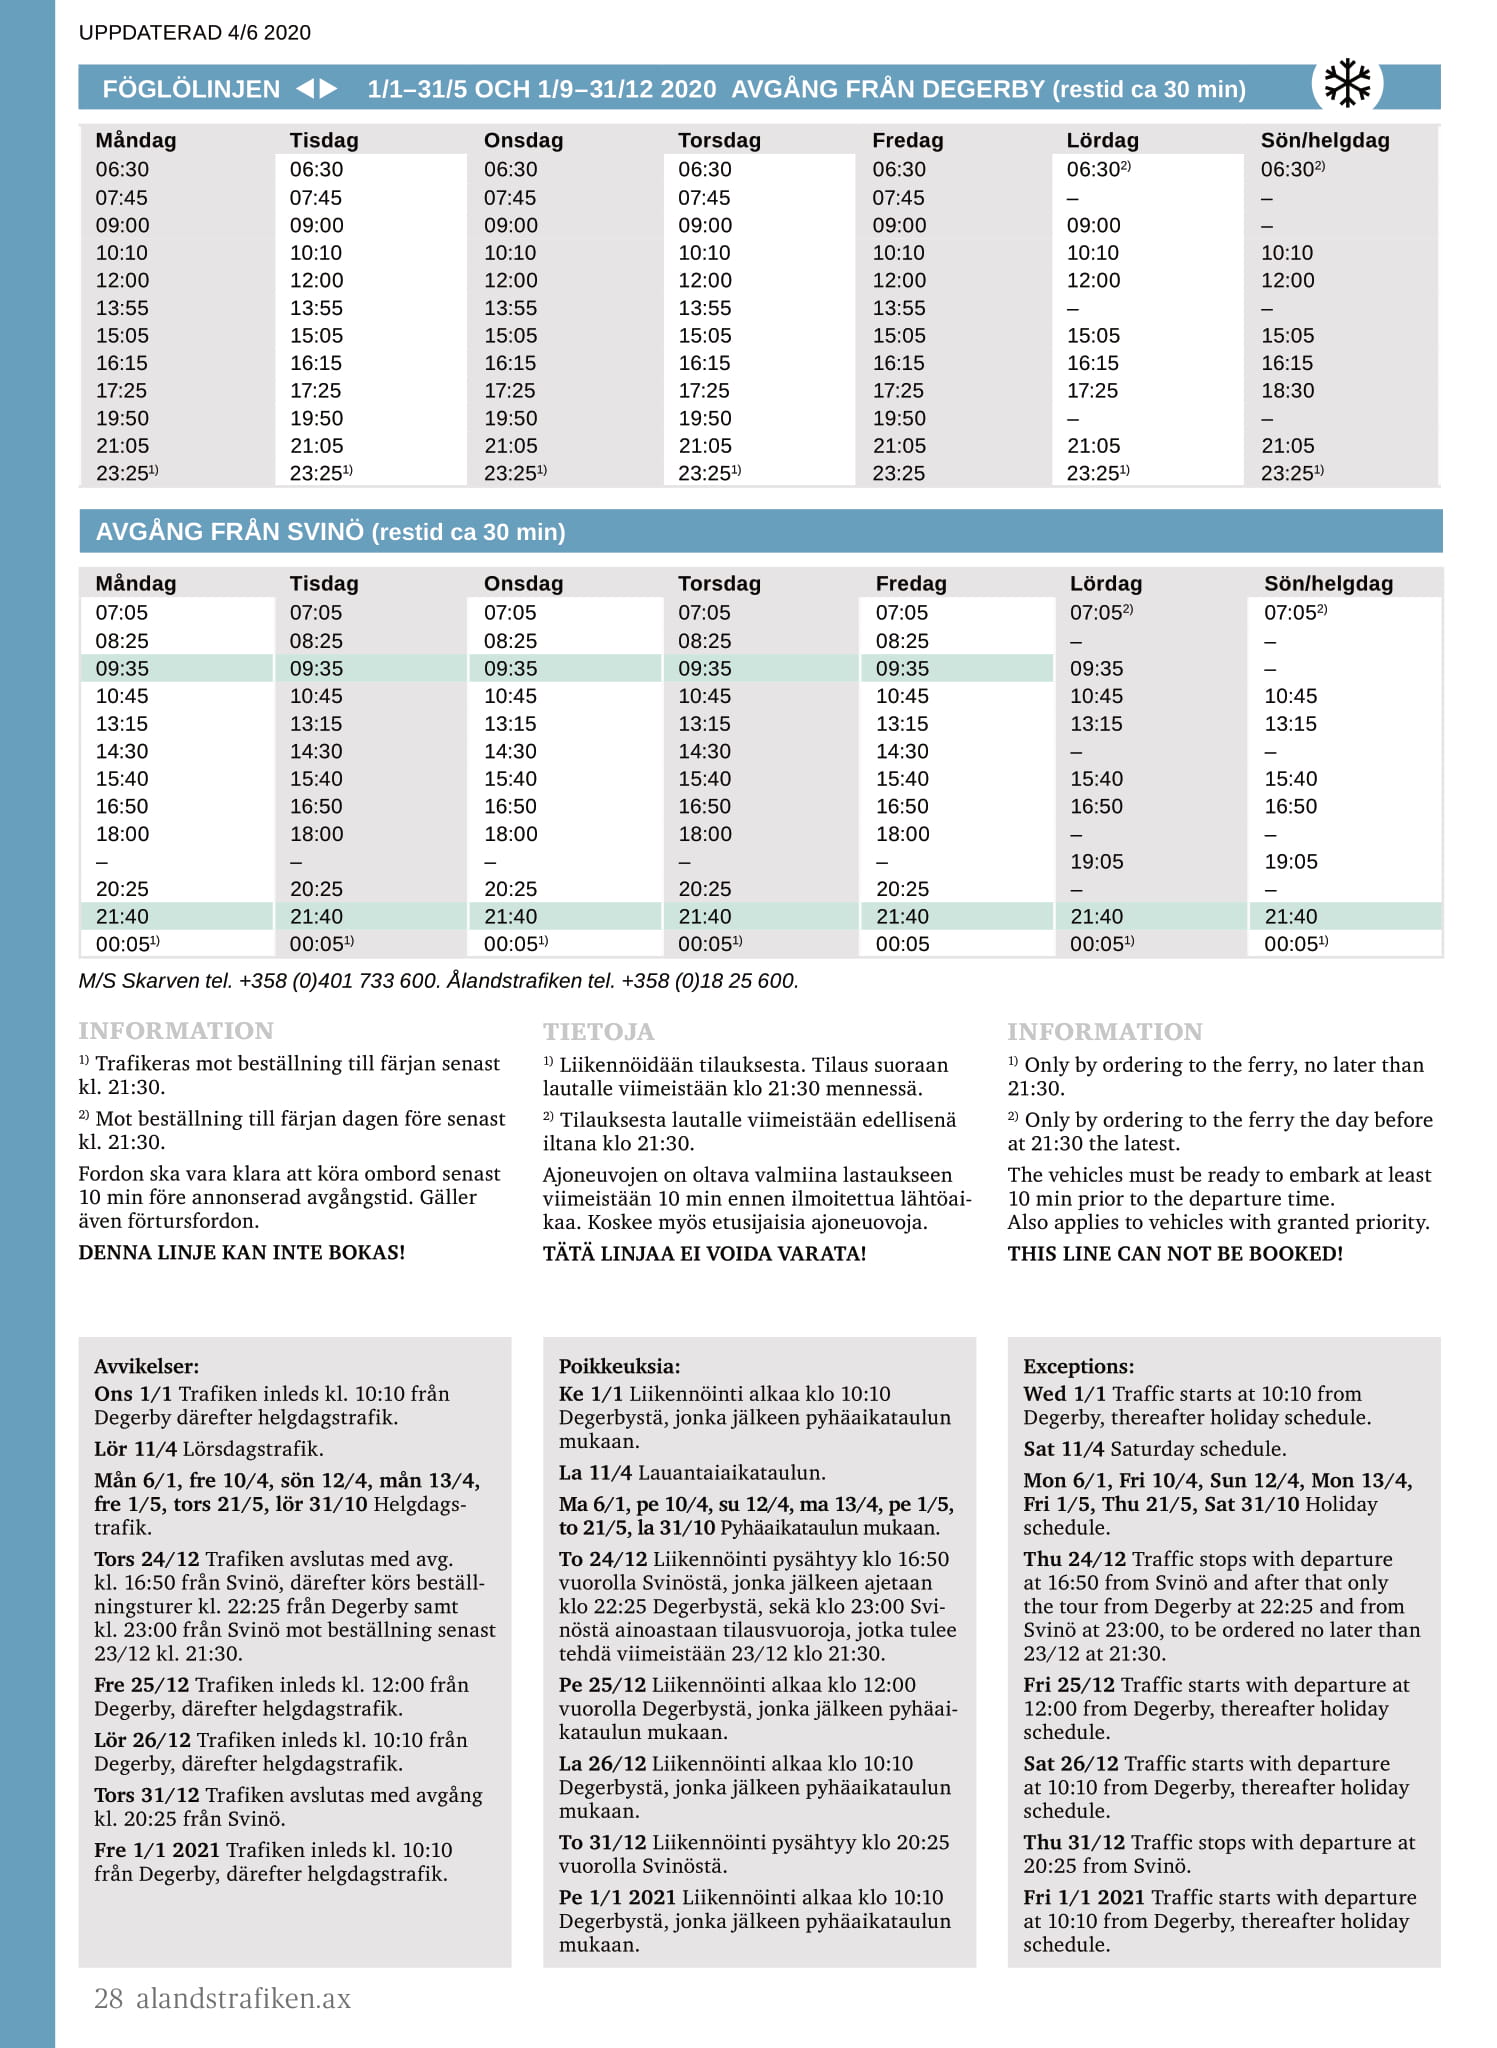 UPPDATERAD 4/6 2020
FÖGLÖLINJEN ◀▶ 1/1–31/5 OCH 1/9–31/12 2020 AVGÅNG FRÅN DEGERBY (restid ca 30 min)
Måndag Tisdag Onsdag Torsdag Fredag Lördag Sön/helgdag
06:30 06:30 06:30 06:30 06:30 06:30²⁾ 06:30²⁾
07:45 07:45 07:45 07:45 07:45 – –
09:00 09:00 09:00 09:00 09:00 09:00 –
10:10 10:10 10:10 10:10 10:10 10:10 10:10
12:00 12:00 12:00 12:00 12:00 12:00 12:00
13:55 13:55 13:55 13:55 13:55 – –
15:05 15:05 15:05 15:05 15:05 15:05 15:05
16:15 16:15 16:15 16:15 16:15 16:15 16:15
17:25 17:25 17:25 17:25 17:25 17:25 18:30
19:50 19:50 19:50 19:50 19:50 – –
21:05 21:05 21:05 21:05 21:05 21:05 21:05
23:25¹⁾ 23:25¹⁾ 23:25¹⁾ 23:25¹⁾ 23:25 23:25¹⁾ 23:25¹⁾
AVGÅNG FRÅN SVINÖ (restid ca 30 min)
Måndag Tisdag Onsdag Torsdag Fredag Lördag Sön/helgdag
07:05 07:05 07:05 07:05 07:05 07:05²⁾ 07:05²⁾
08:25 08:25 08:25 08:25 08:25 – –
09:35 09:35 09:35 09:35 09:35 09:35 –
10:45 10:45 10:45 10:45 10:45 10:45 10:45
13:15 13:15 13:15 13:15 13:15 13:15 13:15
14:30 14:30 14:30 14:30 14:30 – –
15:40 15:40 15:40 15:40 15:40 15:40 15:40
16:50 16:50 16:50 16:50 16:50 16:50 16:50
18:00 18:00 18:00 18:00 18:00 – –
– – – – – 19:05 19:05
20:25 20:25 20:25 20:25 20:25 – –
21:40 21:40 21:40 21:40 21:40 21:40 21:40
00:05¹⁾ 00:05¹⁾ 00:05¹⁾ 00:05¹⁾ 00:05 00:05¹⁾ 00:05¹⁾
M/S Skarven tel. +358 (0)401 733 600. Ålandstrafiken tel. +358 (0)18 25 600.
INFORMATION
¹⁾ Trafikeras mot beställning till färjan senast
kl. 21:30.
²⁾ Mot beställning till färjan dagen före senast
kl. 21:30.
Fordon ska vara klara att köra ombord senast
10 min före annonserad avgångstid. Gäller
även förtursfordon.
DENNA LINJE KAN INTE BOKAS!
TIETOJA
¹⁾ Liikennöidään tilauksesta. Tilaus suoraan
lautalle viimeistään klo 21:30 mennessä.
²⁾ Tilauksesta lautalle viimeistään edellisenä
iltana klo 21:30.
Ajoneuvojen on oltava valmiina lastaukseen
viimeistään 10 min ennen ilmoitettua lähtöai-
kaa. Koskee myös etusijaisia ajoneuovoja.
TÄTÄ LINJAA EI VOIDA VARATA!
INFORMATION
¹⁾ Only by ordering to the ferry, no later than
21:30.
²⁾ Only by ordering to the ferry the day before
at 21:30 the latest.
The vehicles must be ready to embark at least
10 min prior to the departure time.
Also applies to vehicles with granted priority.
THIS LINE CAN NOT BE BOOKED!
Avvikelser:
Ons 1/1 Trafiken inleds kl. 10:10 från
Degerby därefter helgdagstrafik.
Lör 11/4 Lörsdagstrafik.
Mån 6/1, fre 10/4, sön 12/4, mån 13/4,
fre 1/5, tors 21/5, lör 31/10 Helgdags-
trafik.
Tors 24/12 Trafiken avslutas med avg.
kl. 16:50 från Svinö, därefter körs beställ-
ningsturer kl. 22:25 från Degerby samt
kl. 23:00 från Svinö mot beställning senast
23/12 kl. 21:30.
Fre 25/12 Trafiken inleds kl. 12:00 från
Degerby, därefter helgdagstrafik.
Lör 26/12 Trafiken inleds kl. 10:10 från
Degerby, därefter helgdagstrafik.
Tors 31/12 Trafiken avslutas med avgång
kl. 20:25 från Svinö.
Fre 1/1 2021 Trafiken inleds kl. 10:10
från Degerby, därefter helgdagstrafik.
Poikkeuksia:
Ke 1/1 Liikennöinti alkaa klo 10:10
Degerbystä, jonka jälkeen pyhäaikataulun
mukaan.
La 11/4 Lauantaiaikataulun.
Ma 6/1, pe 10/4, su 12/4, ma 13/4, pe 1/5,
to 21/5, la 31/10 Pyhäaikataulun mukaan.
To 24/12 Liikennöinti pysähtyy klo 16:50
vuorolla Svinöstä, jonka jälkeen ajetaan
klo 22:25 Degerbystä, sekä klo 23:00 Svi-
nöstä ainoastaan tilausvuoroja, jotka tulee
tehdä viimeistään 23/12 klo 21:30.
Pe 25/12 Liikennöinti alkaa klo 12:00
vuorolla Degerbystä, jonka jälkeen pyhäai-
kataulun mukaan.
La 26/12 Liikennöinti alkaa klo 10:10
Degerbystä, jonka jälkeen pyhäaikataulun
mukaan.
To 31/12 Liikennöinti pysähtyy klo 20:25
vuorolla Svinöstä.
Pe 1/1 2021 Liikennöinti alkaa klo 10:10
Degerbystä, jonka jälkeen pyhäaikataulun
mukaan.
Exceptions:
Wed 1/1 Traffic starts at 10:10 from
Degerby, thereafter holiday schedule.
Sat 11/4 Saturday schedule.
Mon 6/1, Fri 10/4, Sun 12/4, Mon 13/4,
Fri 1/5, Thu 21/5, Sat 31/10 Holiday
schedule.
Thu 24/12 Traffic stops with departure
at 16:50 from Svinö and after that only
the tour from Degerby at 22:25 and from
Svinö at 23:00, to be ordered no later than
23/12 at 21:30.
Fri 25/12 Traffic starts with departure at
12:00 from Degerby, thereafter holiday
schedule.
Sat 26/12 Traffic starts with departure
at 10:10 from Degerby, thereafter holiday
schedule.
Thu 31/12 Traffic stops with departure at
20:25 from Svinö.
Fri 1/1 2021 Traffic starts with departure
at 10:10 from Degerby, thereafter holiday
schedule.
28 alandstrafiken.ax